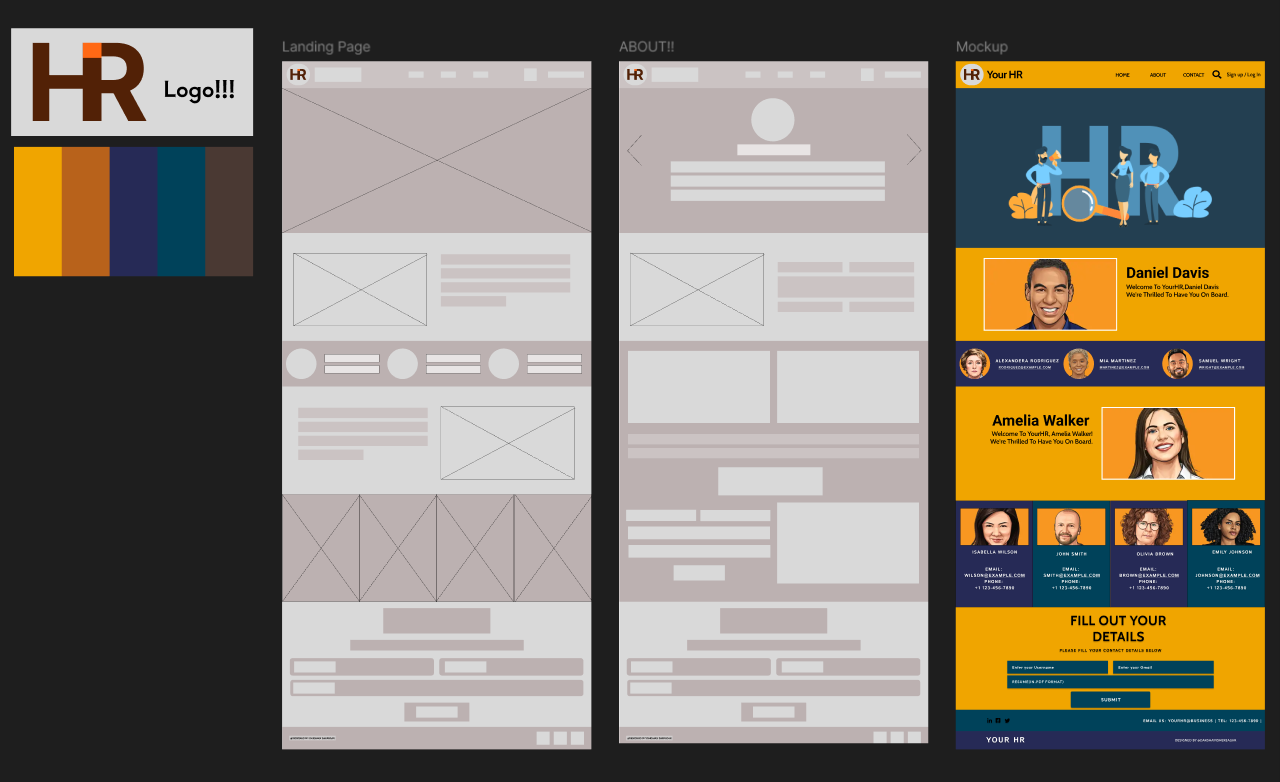 HR
Logo!!!
Landing Page
HR
ABOUT!!
HR
Mockup
HR Your HR
HOME ABOUT CONTACT Sign up / Log In
HR
Daniel Davis
Welcome To YourHR,Daniel Davis
We're Thrilled To Have You On Board.
ALEXANDERA RODRIGUEZ
RODRIGUEZ@EXAMPLE.COM
MIA MARTINEZ
MARTINEZ@EXAMPLE.COM
SAMUEL WRIGHT
WRIGHT@EXAMPLE.COM
Amelia Walker
Welcome To YourHR, Amelia Walker!
We're Thrilled To Have You On Board.
ISABELLA WILSON
EMAIL:
WILSON@EXAMPLE.COM
PHONE:
+1 123-456-7890
JOHN SMITH
EMAIL:
SMITH@EXAMPLE.COM
PHONE:
+1 123-456-7890
OLIVIA BROWN
EMAIL:
BROWN@EXAMPLE.COM
PHONE:
+1 123-456-7890
EMILY JOHNSON
EMAIL:
JOHNSON@EXAMPLE.COM
PHONE:
+1 123-456-7890
FILL OUT YOUR
DETAILS
PLEASE FILL YOUR CONTACT DETAILS BELOW
Enter your Username
Enter your Gmail
RESUME(IN.PDF FORMAT)
SUBMIT
EMAIL US: YOURHR@BUSINESS | TEL: 123-456-7890 |
YOUR HR
DESIGNED BY